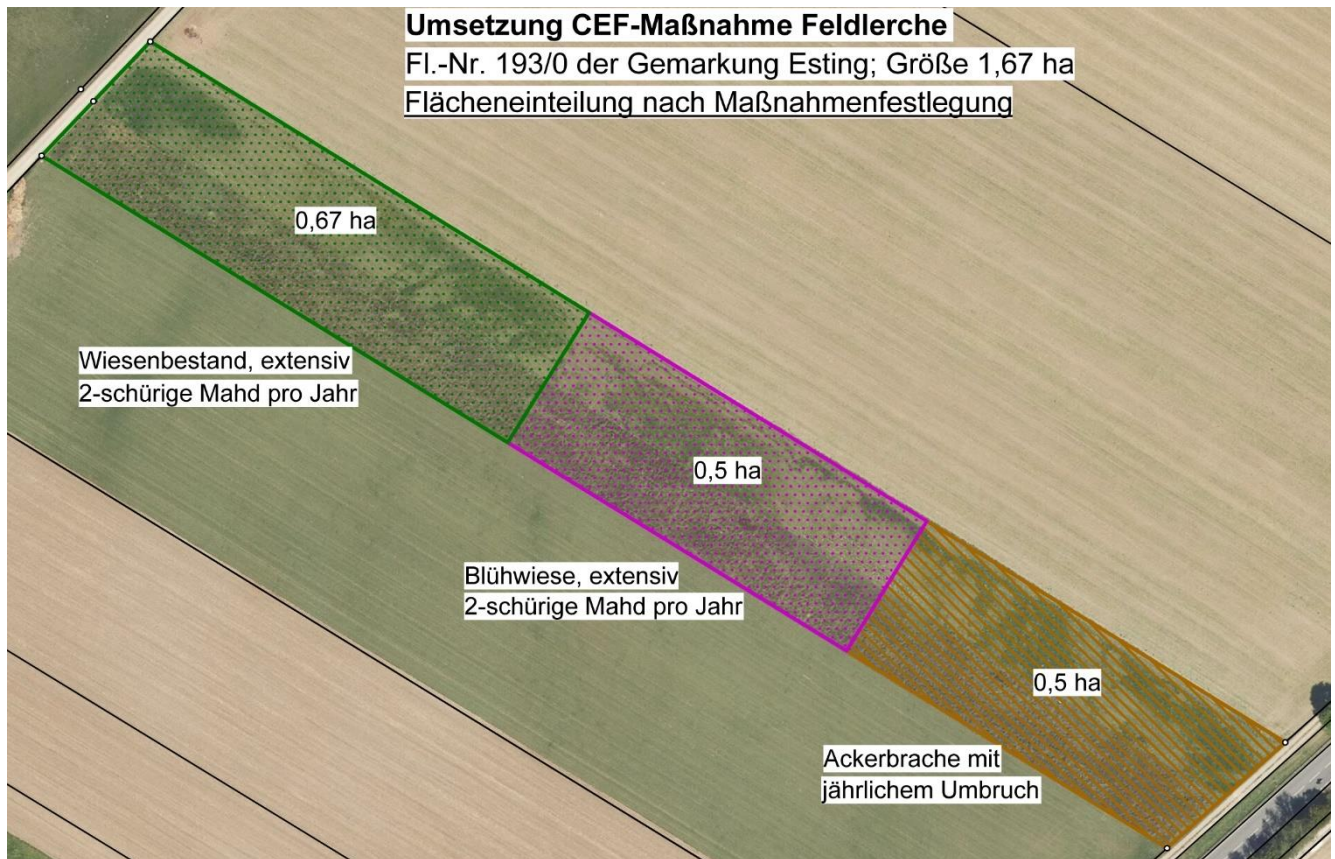 Umsetzung CEF-Maßnahme Feldlerche
Fl.-Nr. 193/0 der Gemarkung Esting; Größe 1,67 ha
Flächeneinteilung nach Maßnahmenfestlegung
0,67 ha
Wiesenbestand, extensiv
2-schürige Mahd pro Jahr
0,5 ha
Blühwiese, extensiv
2-schürige Mahd pro Jahr
0,5 ha
Ackerbrache mit
jährlichem Umbruch